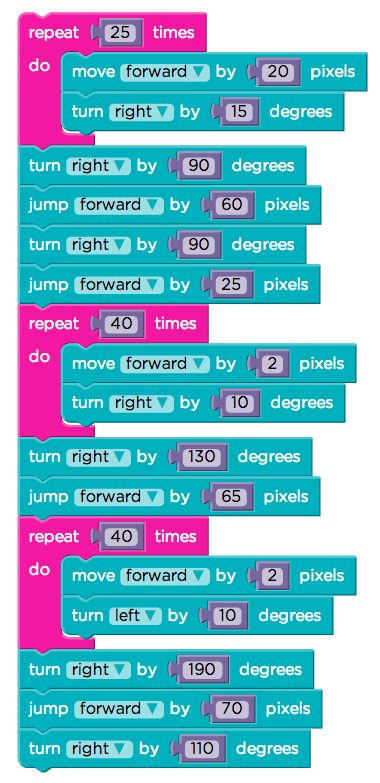 repeat 25 times
do move forward▼ by 20 pixels
turn right▼ by 15 degrees
turn right▼ by 90 degrees
jump forward▼ by 60 pixels
turn right▼ by 90 degrees
jump forward▼ by 25 pixels
repeat 40 times
do move forward▼ by 2 pixels
turn right▼ by 10 degrees
turn right▼ by 130 degrees
jump forward▼ by 65 pixels
repeat 40 times
do move forward▼ by 2 pixels
turn left▼ by 10 degrees
turn right▼ by 190 degrees
jump forward▼ by 70 pixels
turn right▼ by 110 degrees